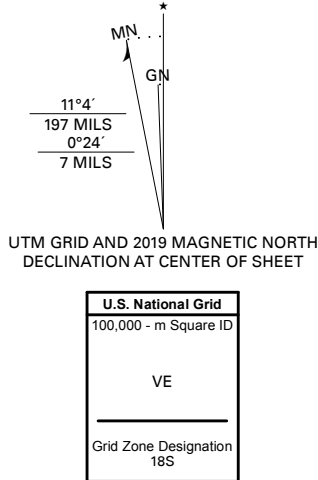 ★
MN
GN
11°4´
197 MILS
0°24´
7 MILS
UTM GRID AND 2019 MAGNETIC NORTH
DECLINATION AT CENTER OF SHEET
U.S. National Grid
100,000 - m Square ID
VE
Grid Zone Designation
18S